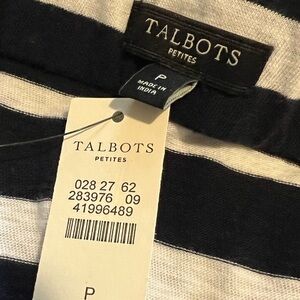 TALBOTS
PETITES
P
MADE IN
INDIA
TALBOTS
PETITES
028 27 62
283976 09
41996489
P